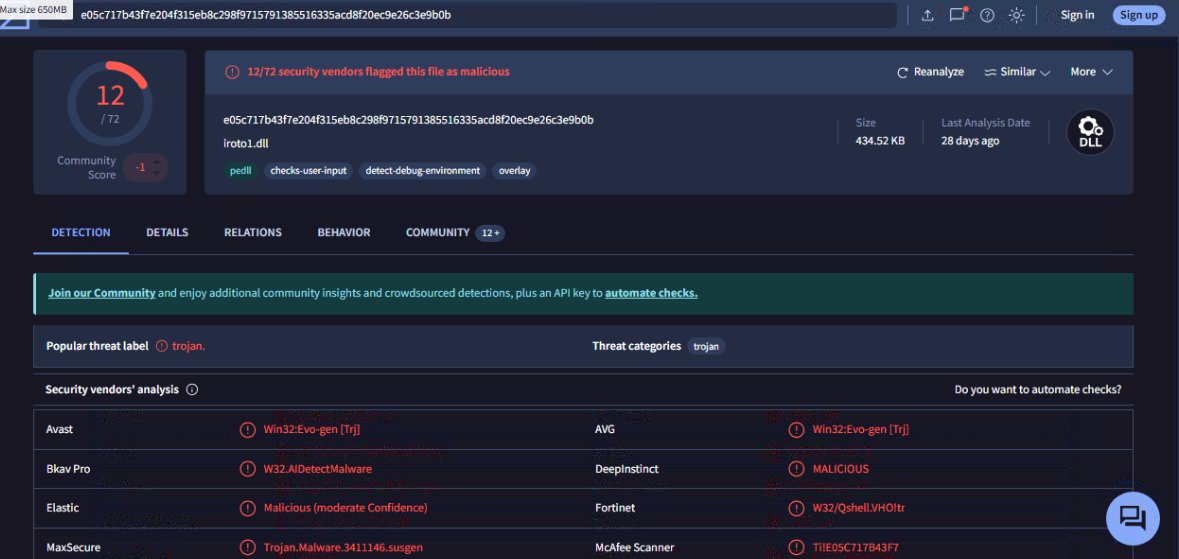 Max size 650MB
e05c717b43f7e204f315eb8c298f9715791385516335acd8f20ec9e26c3e9b0b
Sign in
Sign up
12
/ 72
Community Score
-1
12/72 security vendors flagged this file as malicious
Reanalyze
Similar
More
e05c717b43f7e204f315eb8c298f9715791385516335acd8f20ec9e26c3e9b0b
iroto1.dll
pedll
checks-user-input
detect-debug-environment
overlay
Size
434.52 KB
Last Analysis Date
28 days ago
DLL
DETECTION
DETAILS
RELATIONS
BEHAVIOR
COMMUNITY 12+
Join our Community and enjoy additional community insights and crowdsourced detections, plus an API key to automate checks.
Popular threat label trojan.
Threat categories trojan
Security vendors' analysis
Do you want to automate checks?
Avast Win32:Evo-gen [Trj]
AVG Win32:Evo-gen [Trj]
Bkav Pro W32.AIDetectMalware
DeepInstinct MALICIOUS
Elastic Malicious (moderate Confidence)
Fortinet W32/Qshell.VHO!tr
MaxSecure Trojan.Malware.3411146.susgen
McAfee Scanner Ti!E05C717B43F7